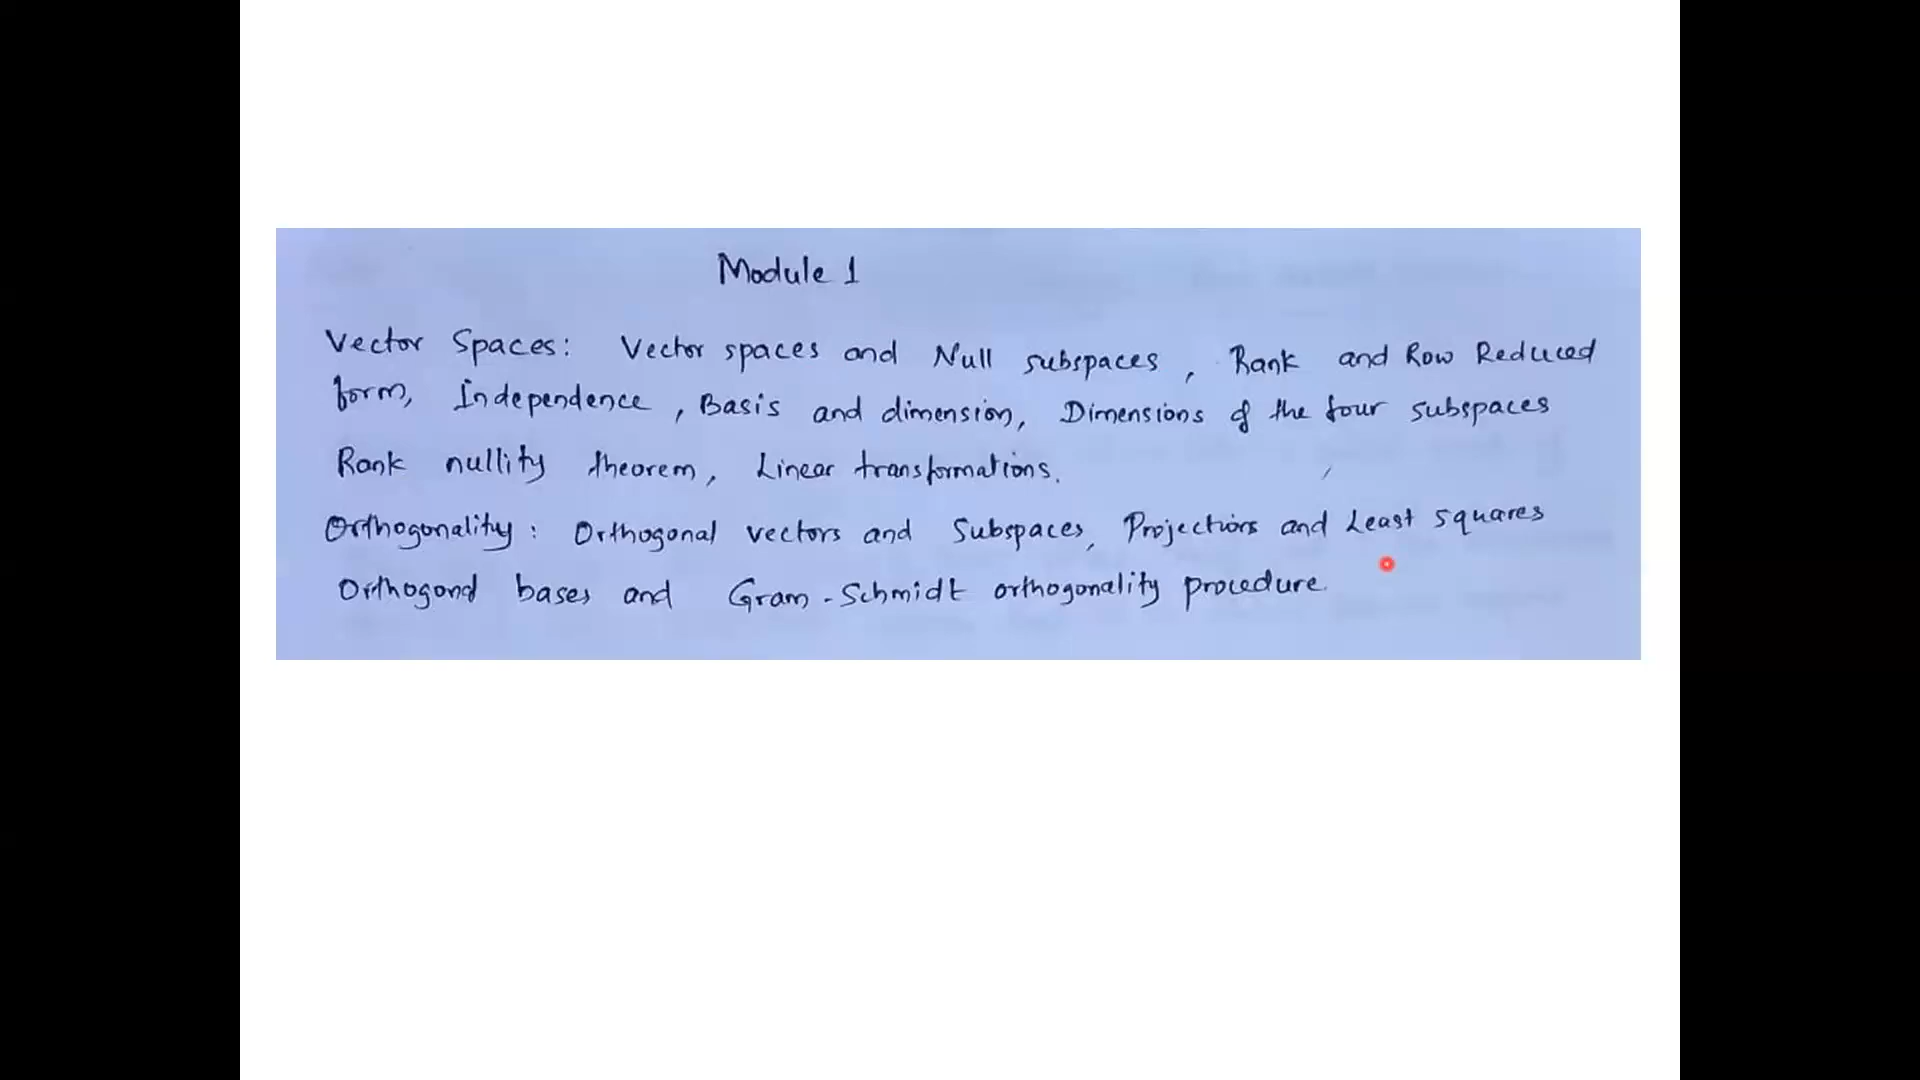 Module 1
Vector Spaces: Vector spaces and Null subspaces, Rank and Row Reduced
form, Independence, Basis and dimension, Dimensions of the four subspaces
Rank nullity theorem, Linear transformations.
Orthogonality: Orthogonal vectors and Subspaces, Projections and Least squares
Orthogonal bases and Gram-Schmidt orthogonality procedure.